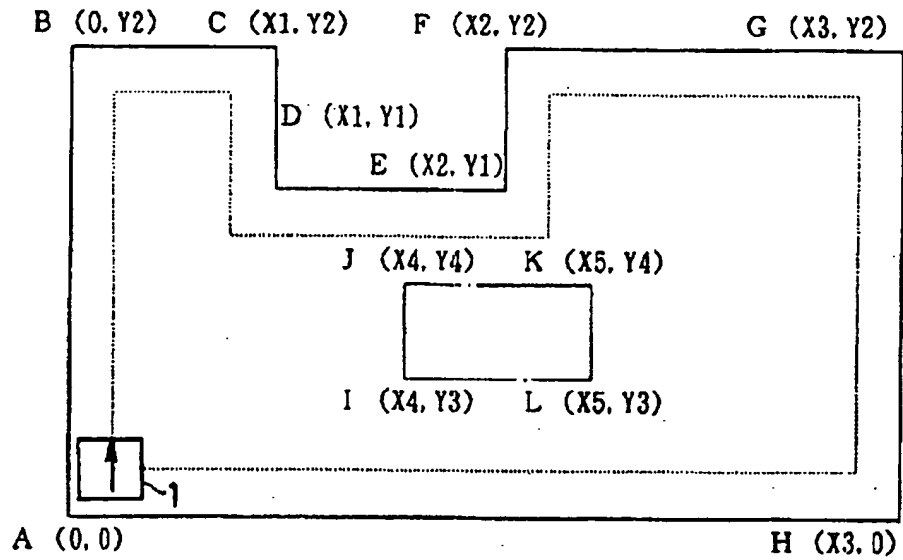 B (0, Y2) C (X1, Y2) F (X2, Y2) G (X3, Y2)
D (X1, Y1)
E (X2, Y1)
J (X4, Y4) K (X5, Y4)
I (X4, Y3) L (X5, Y3)
1
A (0, 0) H (X3, 0)